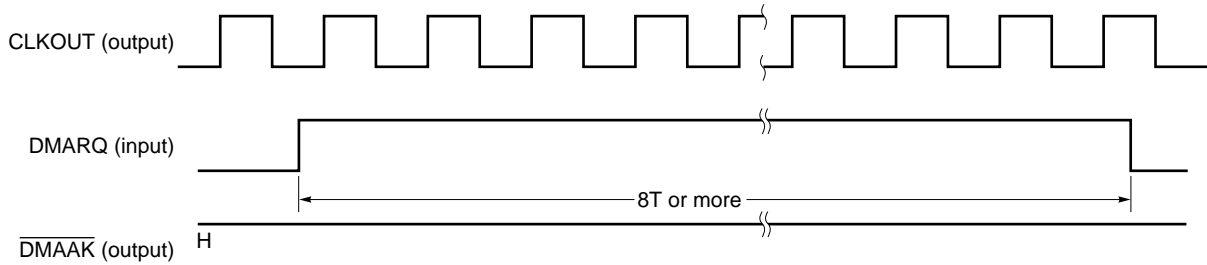 CLKOUT (output)
DMARQ (input)
8T or more
H
DMAAK (output)